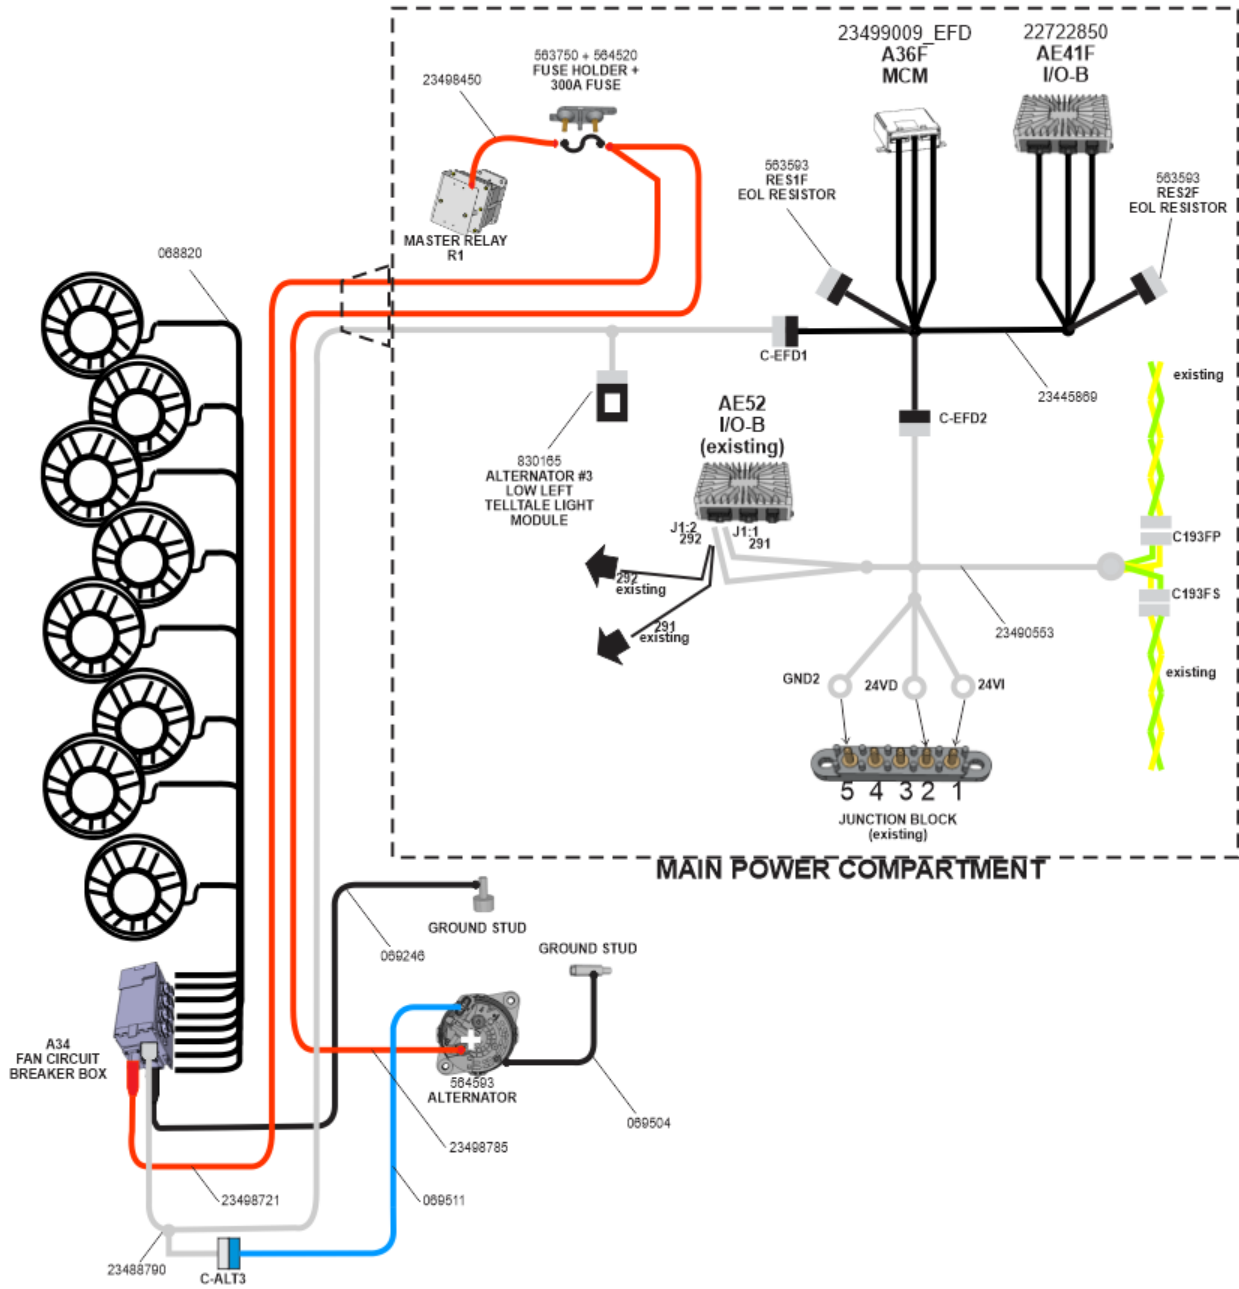 23499009_EFD
A36F
MCM
22722850
AE41F
I/O-B
563750 + 564520
FUSE HOLDER +
300A FUSE
23498450
563593
RES1F
EOL RESISTOR
563593
RES2F
EOL RESISTOR
MASTER RELAY
R1
068820
C-EFD1
23445869
existing
AE52
I/O-B
(existing)
C-EFD2
830165
ALTERNATOR #3
LOW LEFT
TELLTALE LIGHT
MODULE
J1:2
292
J1:1
291
C193FP
292
existing
C193FS
291
existing
23490553
existing
GND2
24VD
24VI
5 4 3 2 1
JUNCTION BLOCK
(existing)
MAIN POWER COMPARTMENT
GROUND STUD
GROUND STUD
069246
A34
FAN CIRCUIT
BREAKER BOX
564593
ALTERNATOR
069504
23498785
23498721
069511
23488790
C-ALT3